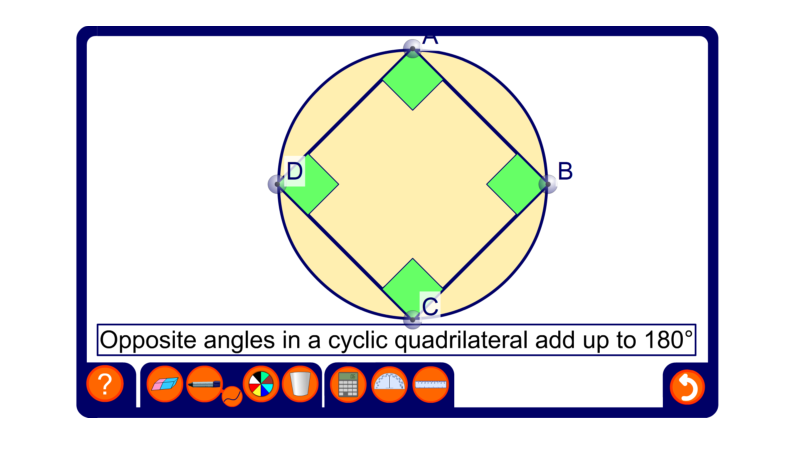 A
D
B
C
Opposite angles in a cyclic quadrilateral add up to 180°
?